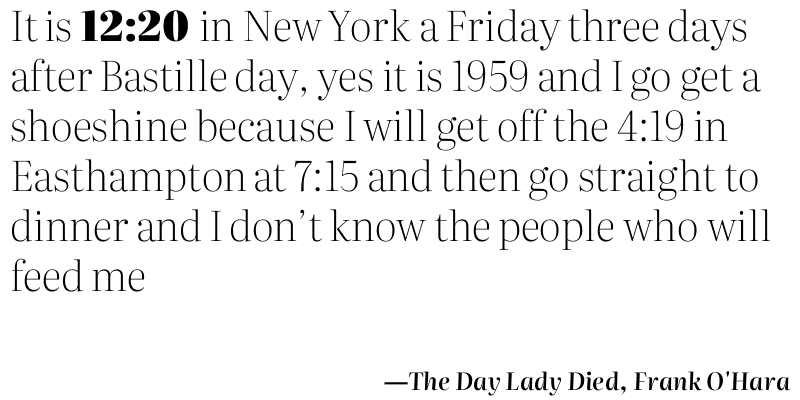 It is 12:20 in New York a Friday three days
after Bastille day, yes it is 1959 and I go get a
shoeshine because I will get off the 4:19 in
Easthampton at 7:15 and then go straight to
dinner and I don’t know the people who will
feed me
—The Day Lady Died, Frank O'Hara